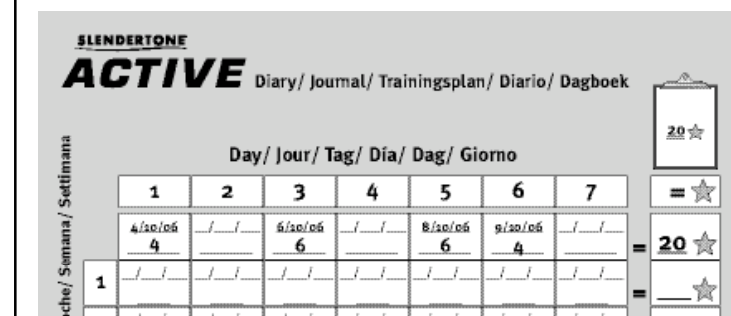 SLENDERTONE
ACTIVE Diary/ Journal/ Trainingsplan/ Diario/ Dagboek
20
Day/ Jour/ Tag/ Día/ Dag/ Giorno
1 2 3 4 5 6 7 =
4/10/06 _/_/_ 6/10/06 _/_/_ 8/10/06 9/10/06 _/_/_
4 6 6 4 = 20
1 _/_/_ _/_/_ _/_/_ _/_/_ _/_/_ _/_/_ _/_/_
= __
Semana/ Settimana